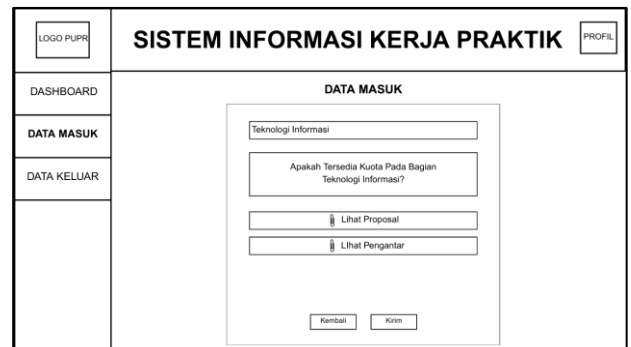 LOGO PUPR
SISTEM INFORMASI KERJA PRAKTIK
PROFIL
DASHBOARD
DATA MASUK
DATA KELUAR
DATA MASUK
Teknologi Informasi
Apakah Tersedia Kuota Pada Bagian
Teknologi Informasi?
Lihat Proposal
LIhat Pengantar
Kembali
Kirim